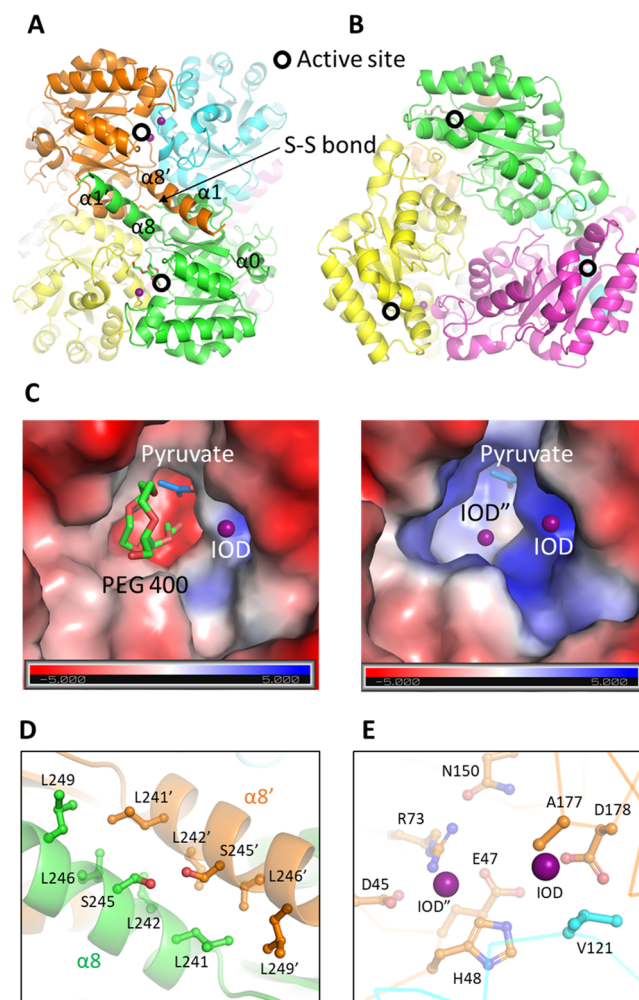 A
B
Active site
S-S bond
α8’
α1
α1’
α8
α0
C
Pyruvate
IOD
PEG 400
-5.000 5.000
Pyruvate
IOD”
IOD
-5.000 5.000
D
L249
L241’
α8’
L242’
S245’
L246
L246’
S245
L242
L241
α8
L249’
E
N150
A177
D178
R73
E47
D45
IOD
IOD”
V121
H48